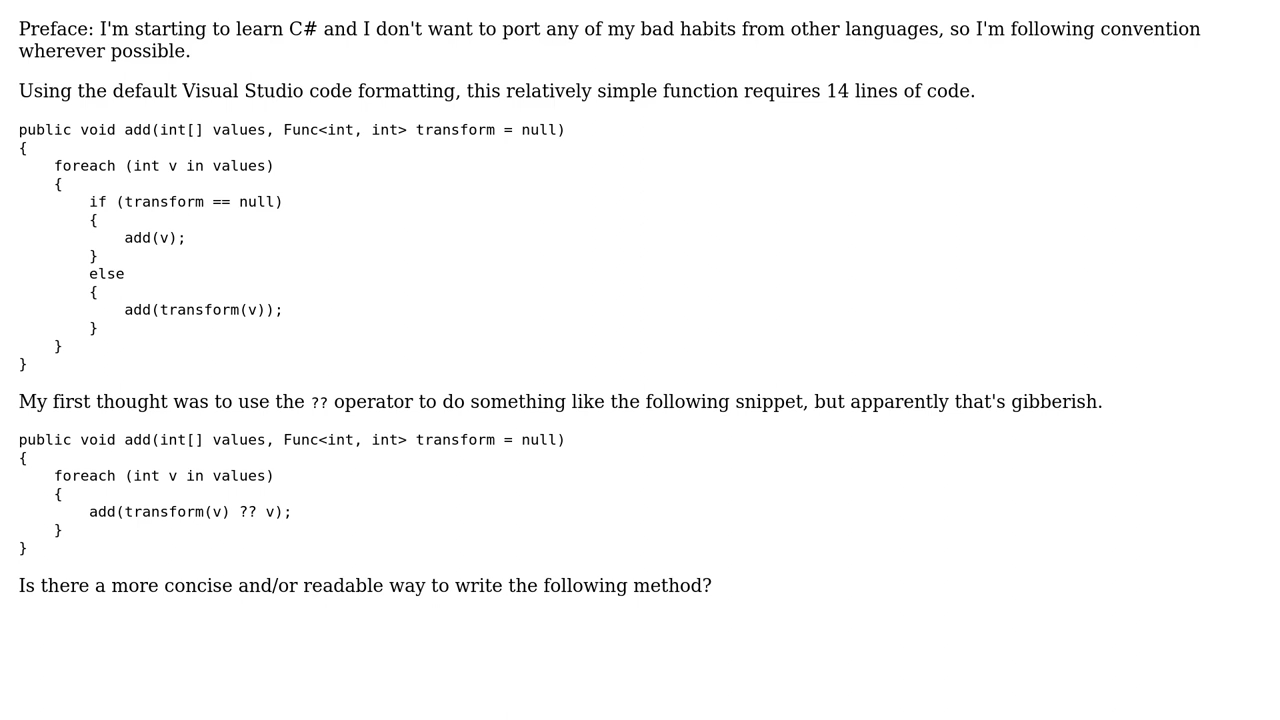 Preface: I'm starting to learn C# and I don't want to port any of my bad habits from other languages, so I'm following convention
wherever possible.
Using the default Visual Studio code formatting, this relatively simple function requires 14 lines of code.
public void add(int[] values, Func<int, int> transform = null)
{
    foreach (int v in values)
    {
        if (transform == null)
        {
            add(v);
        }
        else
        {
            add(transform(v));
        }
    }
}
My first thought was to use the ?? operator to do something like the following snippet, but apparently that's gibberish.
public void add(int[] values, Func<int, int> transform = null)
{
    foreach (int v in values)
    {
        add(transform(v) ?? v);
    }
}
Is there a more concise and/or readable way to write the following method?